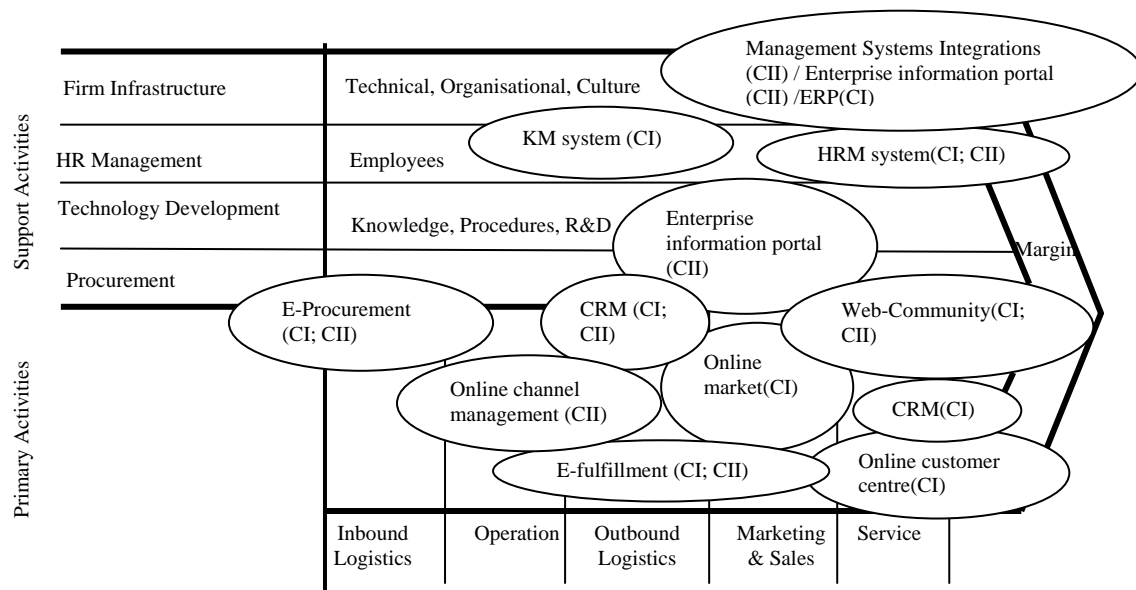 Management Systems Integrations
(CII) / Enterprise information portal
(CII) /ERP(CI)
Firm Infrastructure
Technical, Organisational, Culture
KM system (CI)
HR Management
Employees
HRM system(CI; CII)
Support Activities
Technology Development
Knowledge, Procedures, R&D
Enterprise
information portal
(CII)
Margin
Procurement
E-Procurement
(CI; CII)
CRM (CI;
CII)
Web-Community(CI;
CII)
Primary Activities
Online channel
management (CII)
Online
market(CI)
CRM(CI)
E-fulfillment (CI; CII)
Online customer
centre(CI)
Inbound
Logistics
Operation
Outbound
Logistics
Marketing
& Sales
Service